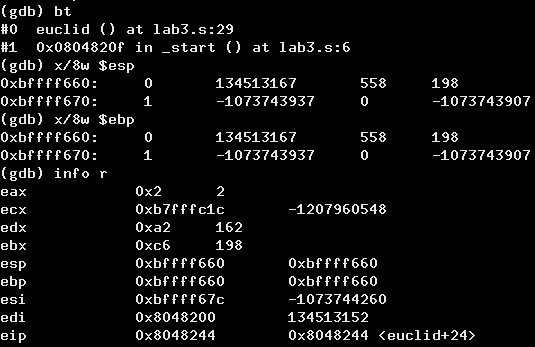 (gdb) bt
#0  euclid () at lab3.s:29
#1  0x0804820f in _start () at lab3.s:6
(gdb) x/8w $esp
0xbffff660:     0       134513167       558     198
0xbffff670:     1       -1073743937     0       -1073743907
(gdb) x/8w $ebp
0xbffff660:     0       134513167       558     198
0xbffff670:     1       -1073743937     0       -1073743907
(gdb) info r
eax            0x2      2
ecx            0xb7fffc1c       -1207960548
edx            0xa2     162
ebx            0xc6     198
esp            0xbffff660       0xbffff660
ebp            0xbffff660       0xbffff660
esi            0xbffff67c       -1073744260
edi            0x8048200        134513152
eip            0x8048244        0x8048244 <euclid+24>